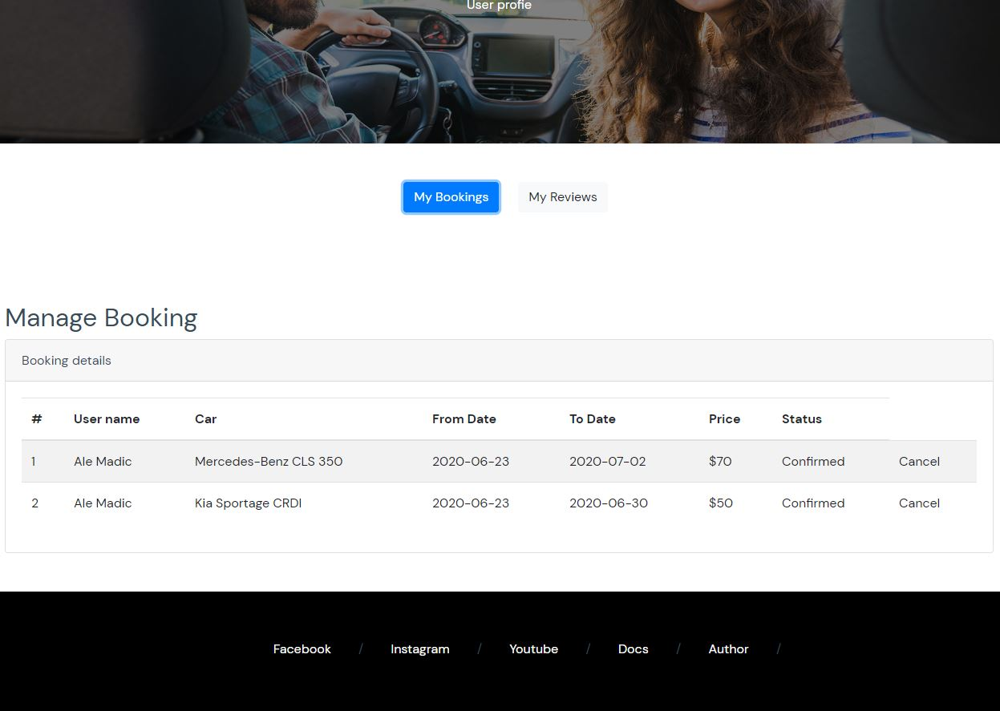 User profie
My Bookings My Reviews
Manage Booking
Booking details
# User name Car From Date To Date Price Status
1 Ale Madic Mercedes-Benz CLS 350 2020-06-23 2020-07-02 $70 Confirmed Cancel
2 Ale Madic Kia Sportage CRDI 2020-06-23 2020-06-30 $50 Confirmed Cancel
Facebook / Instagram / Youtube / Docs / Author /